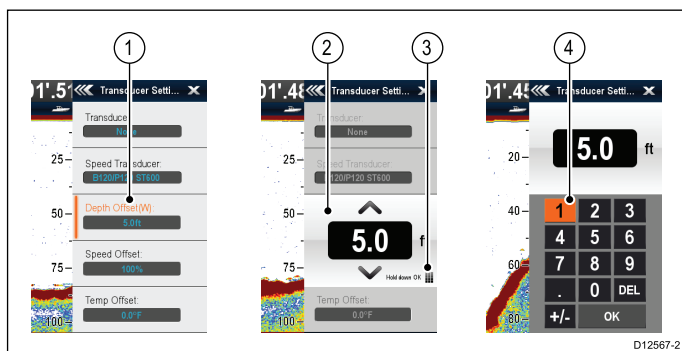 1
2
3
4
01'.51
Transducer Setti... X
Transduce
None
25
Speed Transducer:
B120/P120 ST600
50
Depth Offset(W):
5.0ft
Speed Offset:
75
100%
Temp Offset:
100
0.0°F
01'.48
Transducer Setti... X
Transducer:
None
25
Speed Transducer:
B120/P120 ST600
50
5.0 f
75
Hold down OK
Temp Offset:
100
0.0°F
01'.45
Transducer Setti... X
20
5.0 ft
40
1 2 3
4 5 6
60
7 8 9
. 0 DEL
80
+/- OK
D12567-2